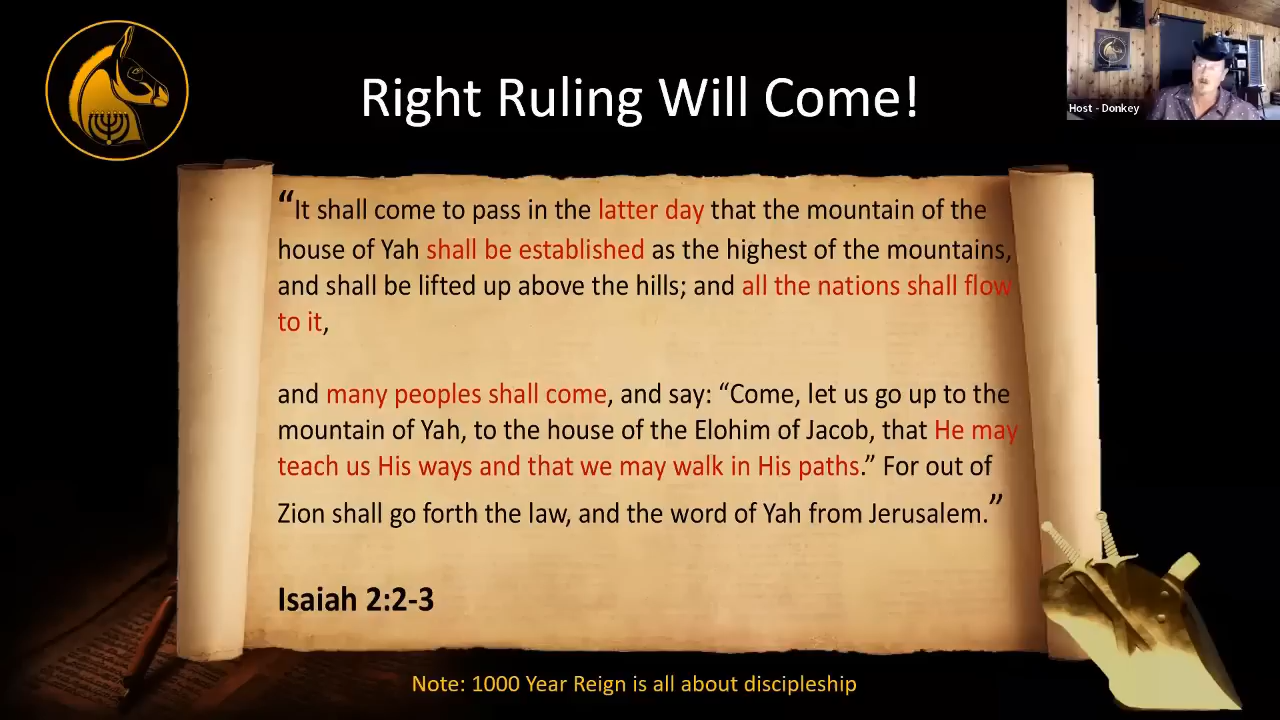 Right Ruling Will Come!
Host - Donkey
“It shall come to pass in the latter day that the mountain of the
house of Yah shall be established as the highest of the mountains,
and shall be lifted up above the hills; and all the nations shall flow
to it,
and many peoples shall come, and say: “Come, let us go up to the
mountain of Yah, to the house of the Elohim of Jacob, that He may
teach us His ways and that we may walk in His paths.” For out of
Zion shall go forth the law, and the word of Yah from Jerusalem.”
Isaiah 2:2-3
Note: 1000 Year Reign is all about discipleship